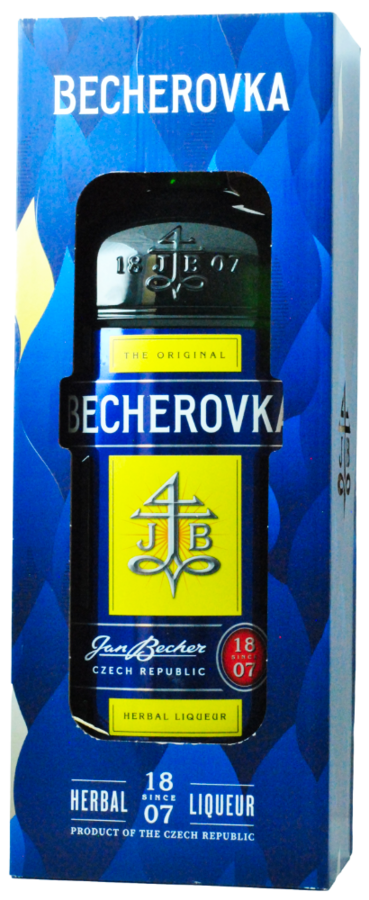 BECHEROVKA
18 JB 07
THE ORIGINAL
BECHEROVKA
J B
Jan Becher
CZECH REPUBLIC
18
SINCE
07
HERBAL LIQUEUR
HERBAL 18 SINCE 07 LIQUEUR
PRODUCT OF THE CZECH REPUBLIC